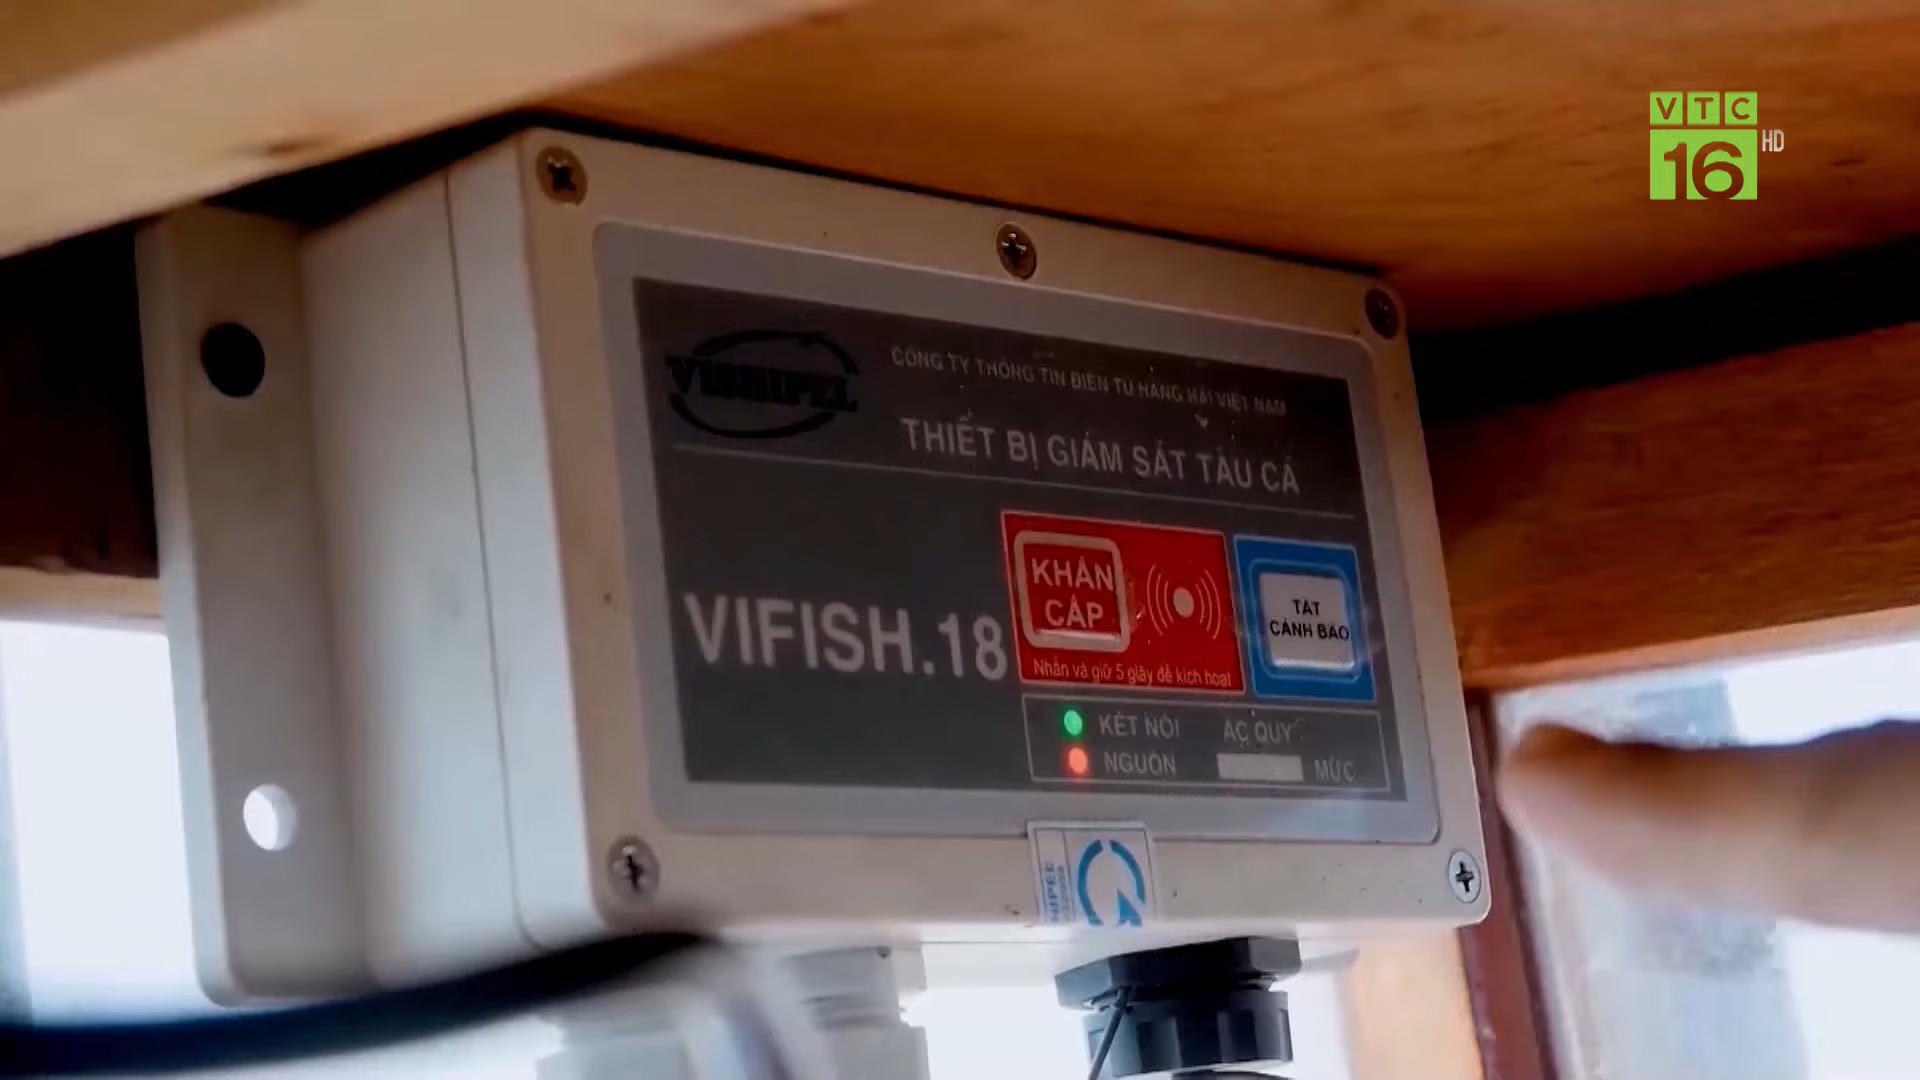 VTC
16 HD
VISHIPEL
CÔNG TY THÔNG TIN ĐIỆN TỬ HÀNG HẢI VIỆT NAM
THIẾT BỊ GIÁM SÁT TÀU CÁ
VIFISH.18
KHẨN
CẤP
TẮT
CẢNH BÁO
Nhấn và giữ 5 giây để kích hoạt
KẾT NỐI
ẮC QUY
NGUỒN
MỨC